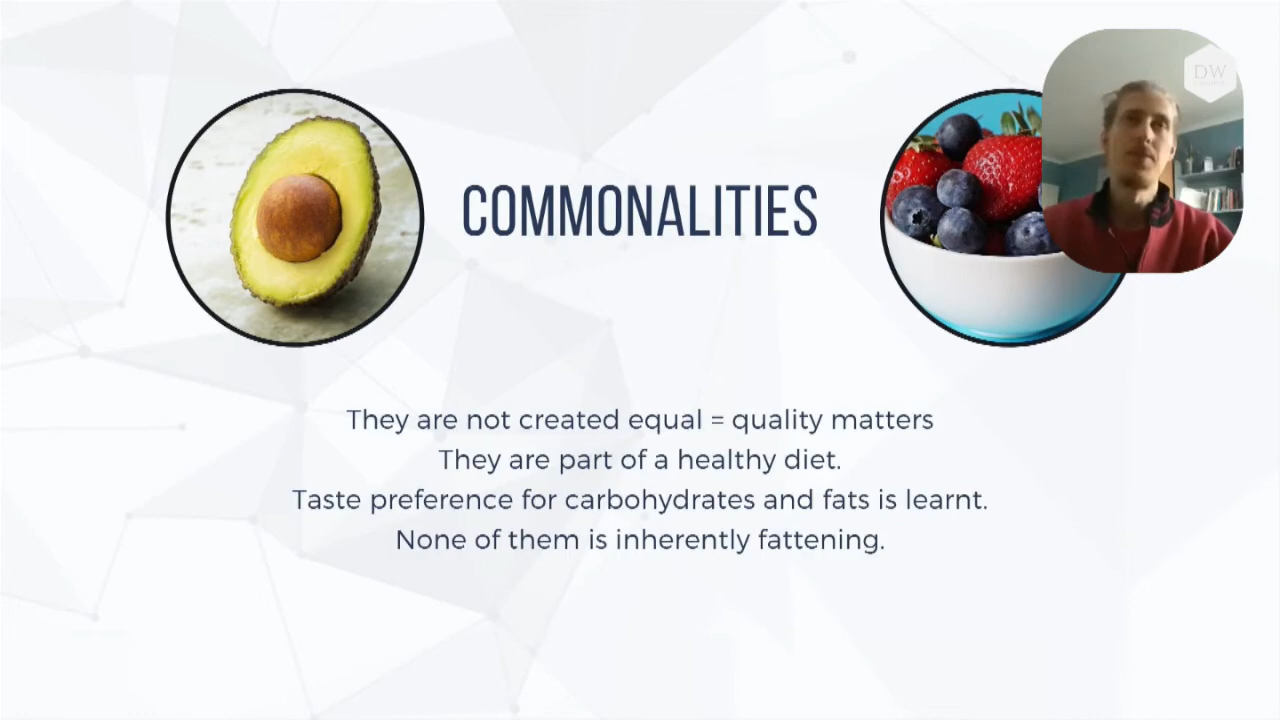 DW
COMMONALITIES
They are not created equal = quality matters
They are part of a healthy diet.
Taste preference for carbohydrates and fats is learnt.
None of them is inherently fattening.